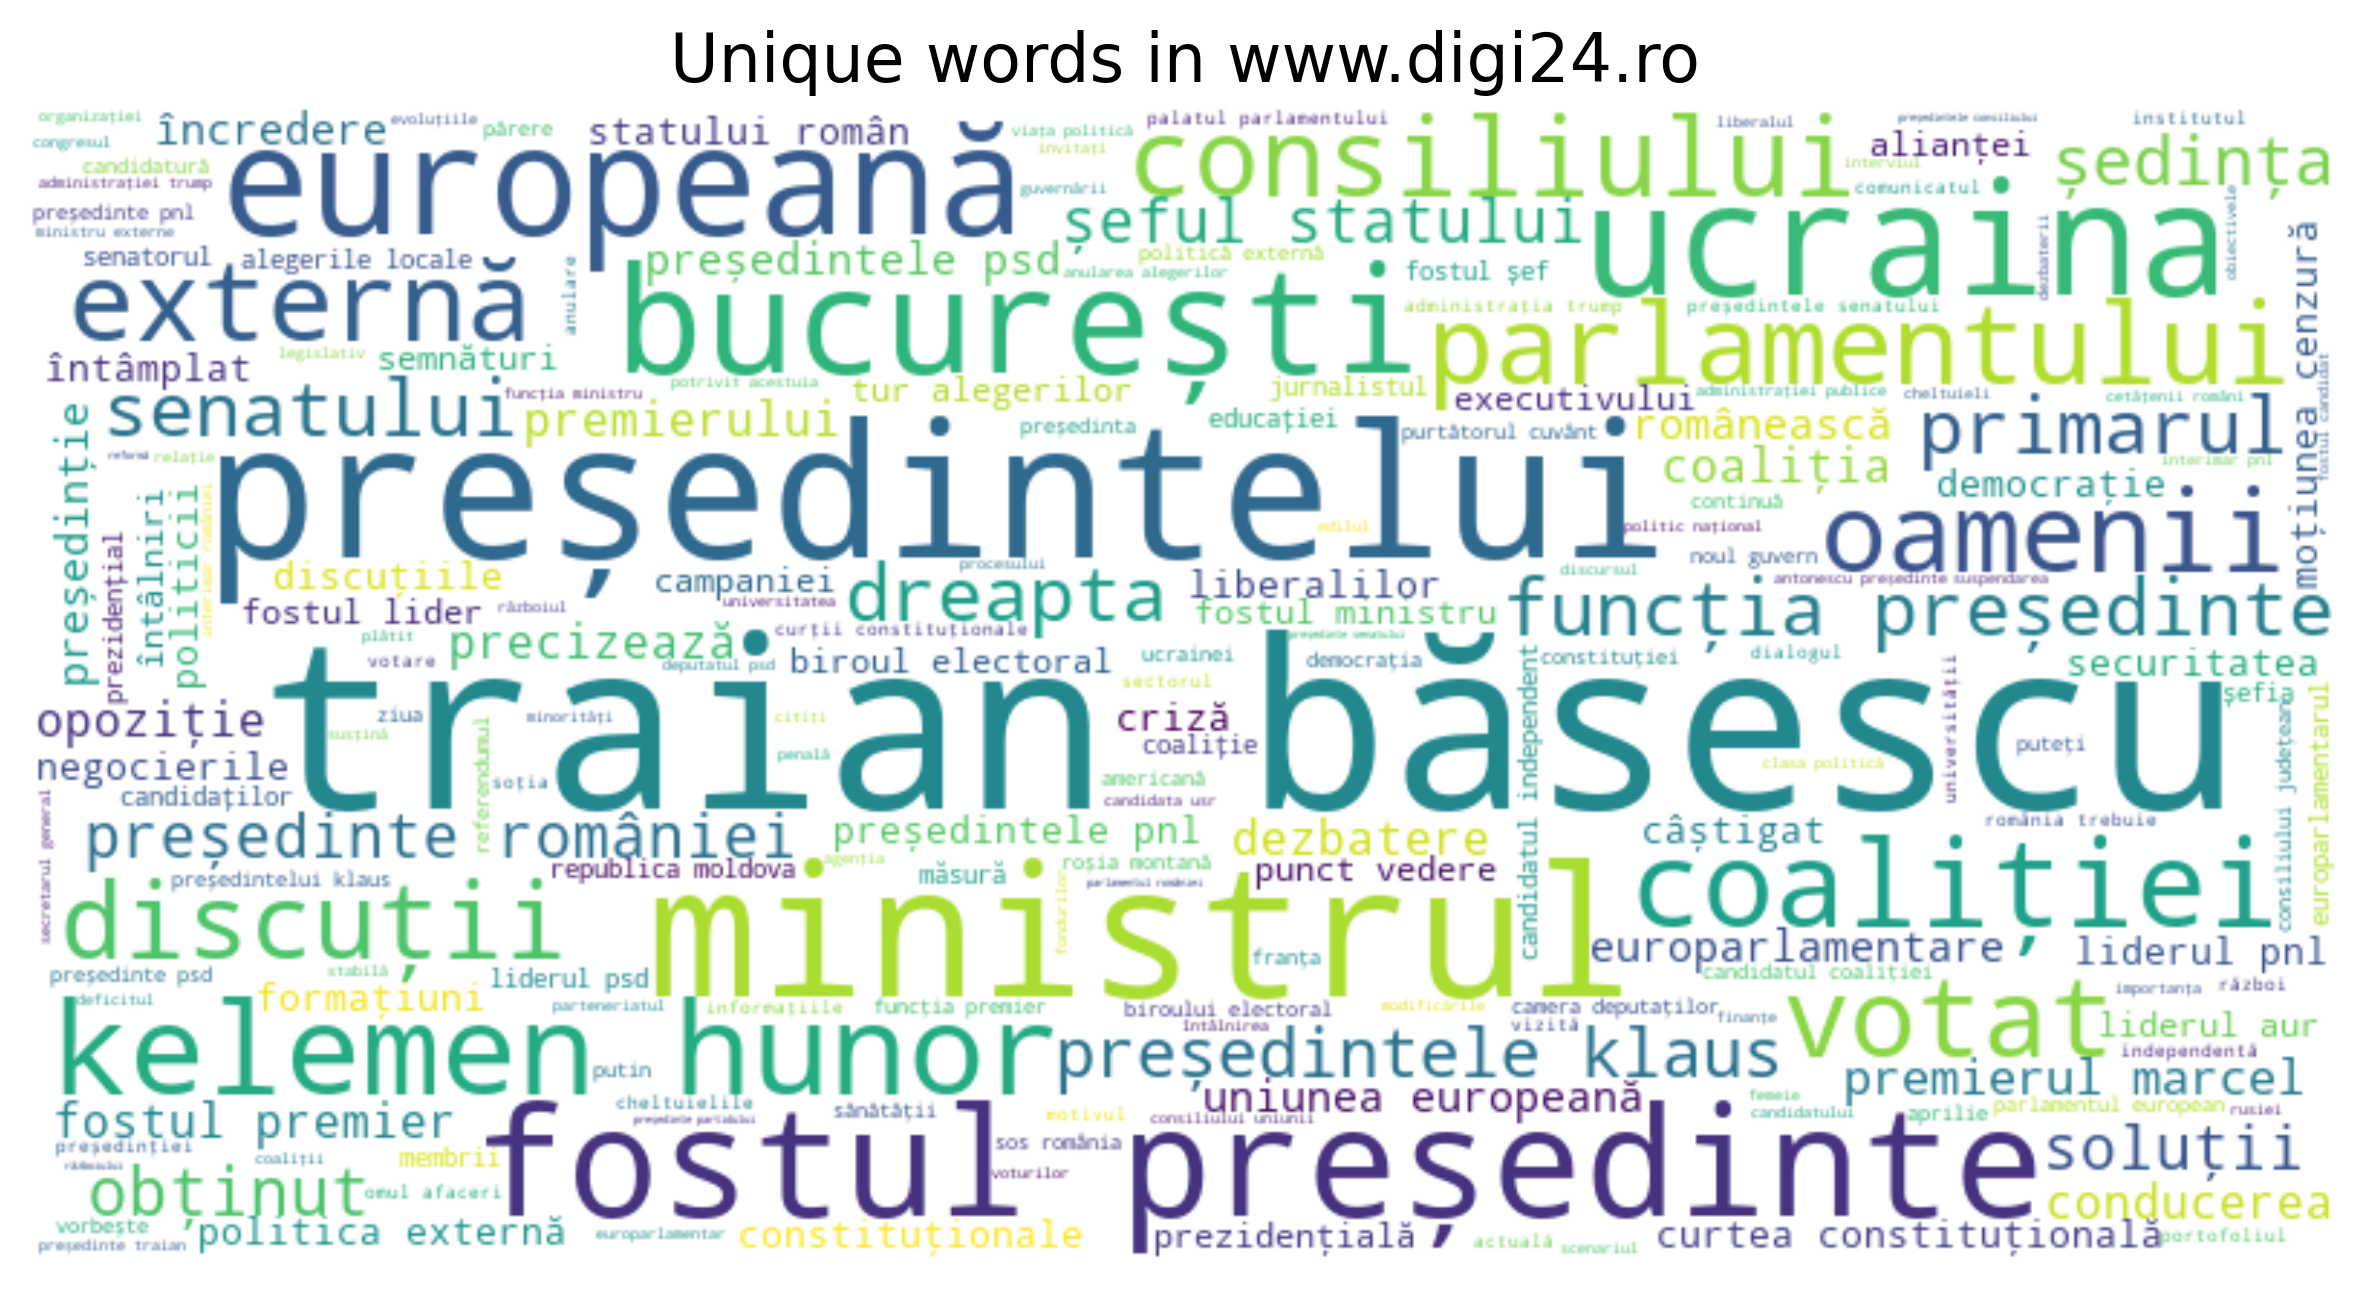 Unique words in www.digi24.ro
organizației
încredere
evoluțiile
părere
statului român
viața politică
palatul parlamentului
liberalul
președintele consiliului
institutul
congresul
candidatură
administrației trump
europeană
invitați
guvernării
consiliului
interviul
alianței
comunicatul
ședința
președinte pnl
ministru externe
șeful statului
ucraina
obiectivele
dezbaterii
moțiunea cenzură
senatorul
alegerile locale
președintele psd
anularea alegerilor
politică externă
fostul șef
externă
anulare
bucurești
administrația trump
președintele senatului
parlamentului
fostul candidat
întâmplat
legislativ
semnături
funcția ministru
potrivit acestuia
tur alegerilor
jurnalistul
executivului
administrației publice
cheltuieli
cetățenii români
senatului
premierului
președinta
educației
purtătorul cuvânt
românească
primarul
președinție
reformă
relație
președintelui
coaliția
interimar pnl
democrație
întâlniri
politicii
interimar româniei
prezidențial
continuă
edilul
politic național
oamenii
noul guvern
discuțiile
campaniei
procesului
discursul
antonescu președinte suspendarea
fostul lider
războiul
universitatea
dreapta
liberalilor
fostul ministru
funcția președinte
plătit
votare
precizează
curții constituționale
președinte senatului
deputatul psd
biroul electoral
ucrainei
democrația
constituției
dialogul
securitatea
sectorul
candidatul independent
universității
șefia
europarlamentarul
opoziție
ziua
susțină
referendumul
minorități
citiți
traian băsescu
criză
coaliție
penală
puteți
clasa politică
consiliului județean
negocierile
soția
americană
candidaților
candidata usr
secretarul general
președinte româniei
președintele pnl
dezbatere
câștigat
românia trebuie
republica moldova
agenția
măsură
roșia montană
punct vedere
președintelui klaus
parlamentul româniei
coaliției
discuții
ministrul
fondurilor
franța
europarlamentare
liderul pnl
președinte psd
stabilă
liderul psd
candidatul coaliției
deficitul
formațiuni
parteneriatul
informațiile
funcția premier
biroului electoral
modificările
camera deputaților
importanța
război
întâlnirea
vizită
finanțe
votat
liderul aur
kelemen hunor
putin
președintele klaus
independentă
premierul marcel
cheltuielile
sănătății
uniunea europeană
femeie
candidatului
aprilie
parlamentul european
rusiei
fostul premier
președinte partidului
motivul
consiliului uniunii
președinției
sos românia
războiului
coaliții
membrii
fostul președinte
voturilor
soluții
obținut
omul afaceri
conducerea
vorbește
președinte traian
politica externă
europarlamentar
constituționale
prezidențială
actuală
scenariul
curtea constituțională
portofoliul